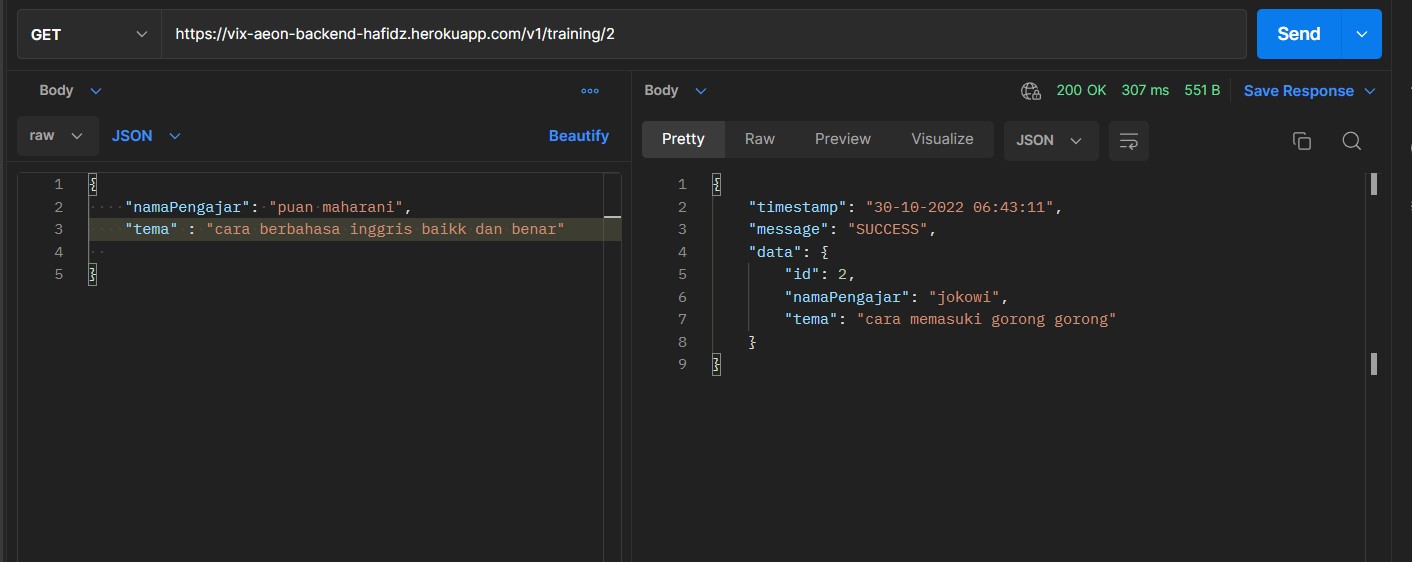 GET https://vix-aeon-backend-hafidz.herokuapp.com/v1/training/2 Send
Body
raw JSON Beautify
1 {
2 "namaPengajar": "puan maharani",
3 "tema" : "cara berbahasa inggris baikk dan benar"
4
5 }
Body 200 OK 307 ms 551 B Save Response
Pretty Raw Preview Visualize JSON
1 {
2 "timestamp": "30-10-2022 06:43:11",
3 "message": "SUCCESS",
4 "data": {
5 "id": 2,
6 "namaPengajar": "jokowi",
7 "tema": "cara memasuki gorong gorong"
8 }
9 }